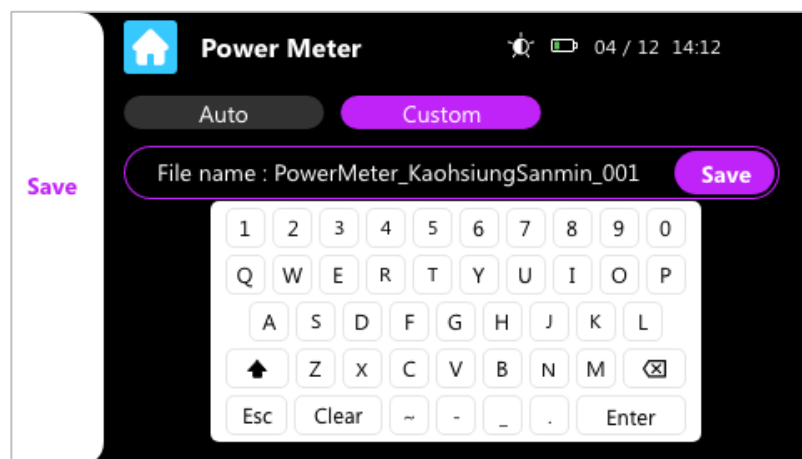 Power Meter 04 / 12 14:12
Auto Custom
Save File name : PowerMeter_KaohsiungSanmin_001 Save
1 2 3 4 5 6 7 8 9 0
Q W E R T Y U I O P
A S D F G H J K L
Z X C V B N M
Esc Clear ~ - _ . Enter